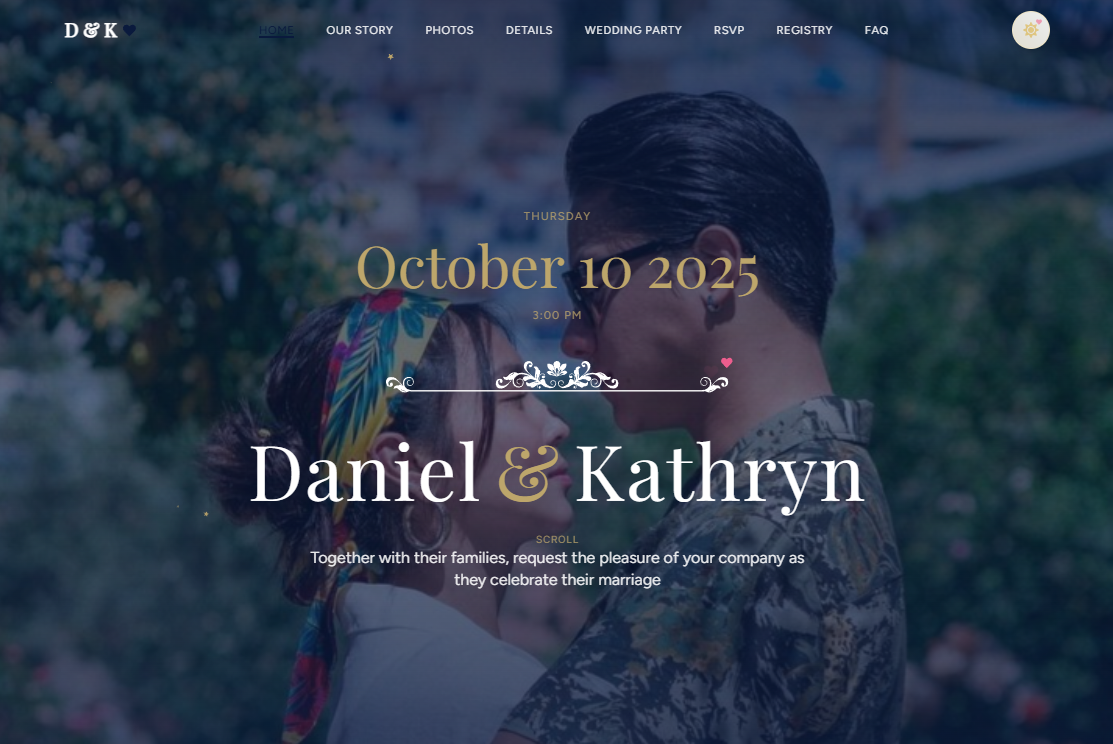 D & K
HOME OUR STORY PHOTOS DETAILS WEDDING PARTY RSVP REGISTRY FAQ
THURSDAY
October 10 2025
3:00 PM
Daniel & Kathryn
SCROLL
Together with their families, request the pleasure of your company as
they celebrate their marriage